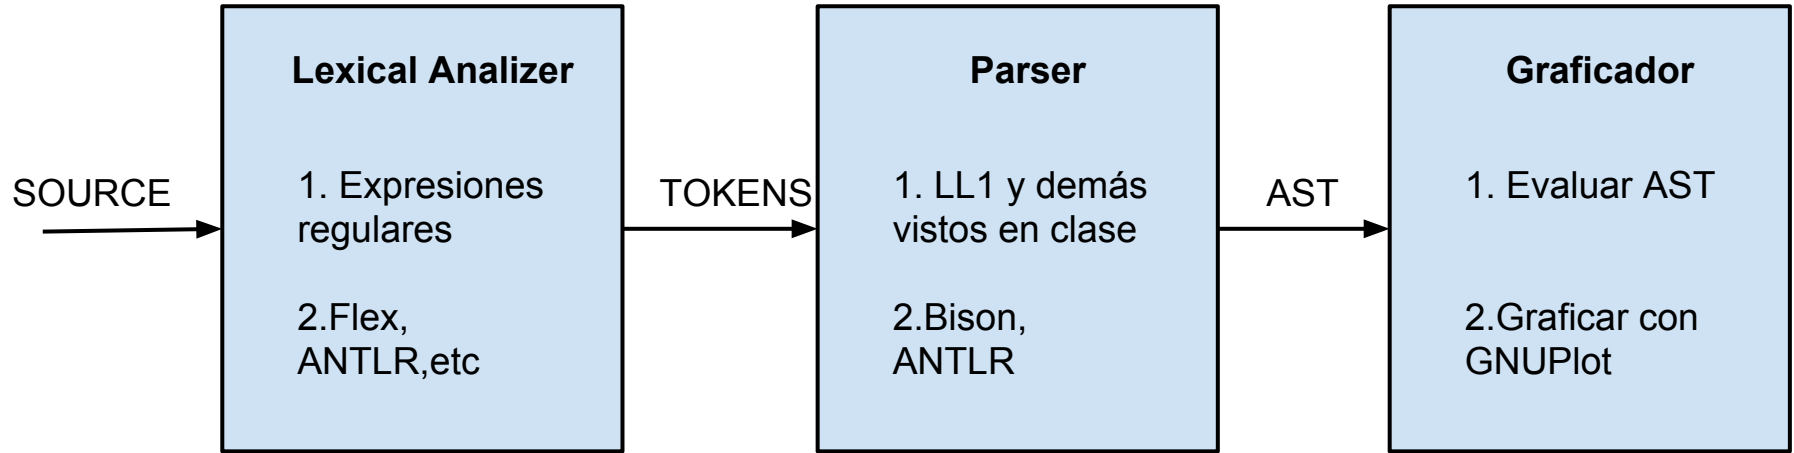 SOURCE
Lexical Analizer
1. Expresiones
regulares
2.Flex,
ANTLR,etc
TOKENS
Parser
1. LL1 y demás
vistos en clase
2.Bison,
ANTLR
AST
Graficador
1. Evaluar AST
2.Graficar con
GNUPlot